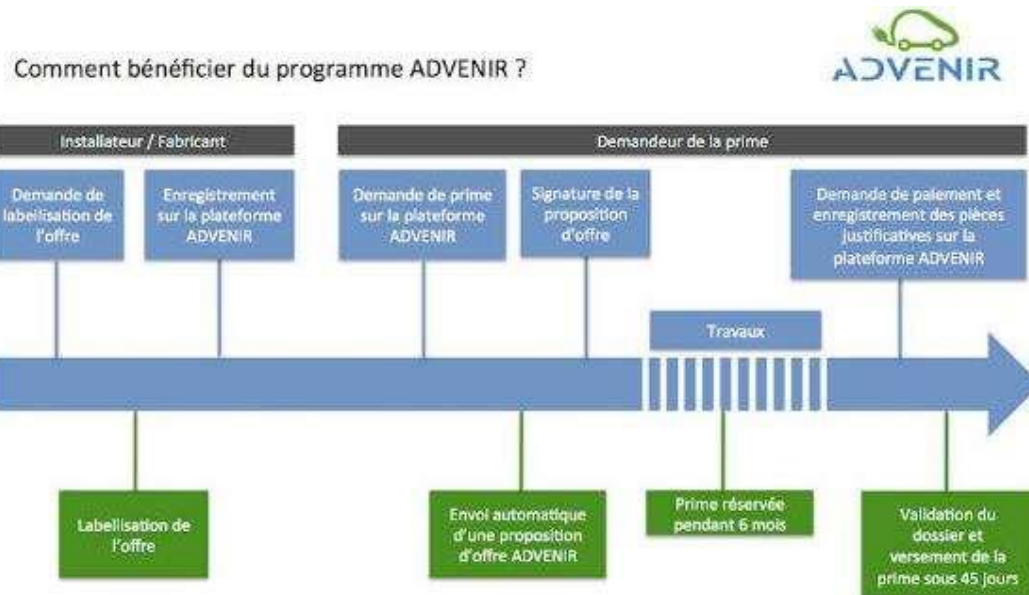 Comment bénéficier du programme ADVENIR ?
ADVENIR
Installateur / Fabricant
Demandeur de la prime
Demande de
labellisation de
l'offre
Enregistrement
sur la plateforme
ADVENIR
Demande de prime
sur la plateforme
ADVENIR
Signature de la
proposition
d'offre
Demande de paiement et
enregistrement des pièces
justificatives sur la
plateforme ADVENIR
Travaux
Labellisation de
l'offre
Envoi automatique
d'une proposition
d'offre ADVENIR
Prime réservée
pendant 6 mois
Validation du
dossier et
versement de la
prime sous 45 jours